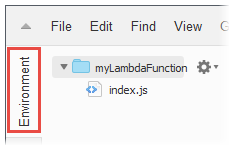 File Edit Find View
Environment
myLambdaFunction
index.js